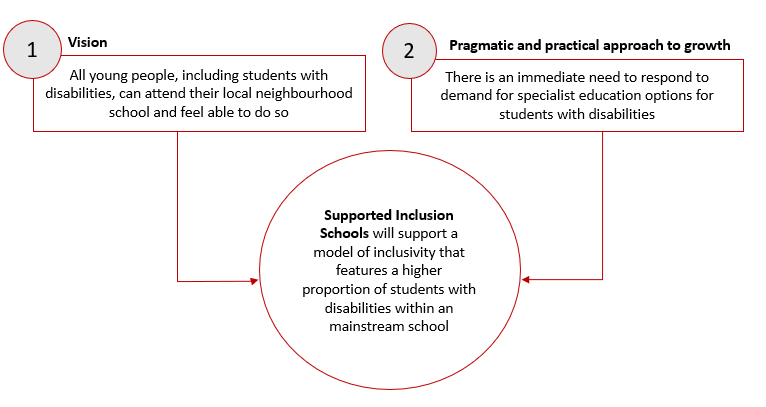 1
Vision
All young people, including students with
disabilities, can attend their local neighbourhood
school and feel able to do so
2
Pragmatic and practical approach to growth
There is an immediate need to respond to
demand for specialist education options for
students with disabilities
Supported Inclusion
Schools will support a
model of inclusivity that
features a higher
proportion of students with
disabilities within an
mainstream school